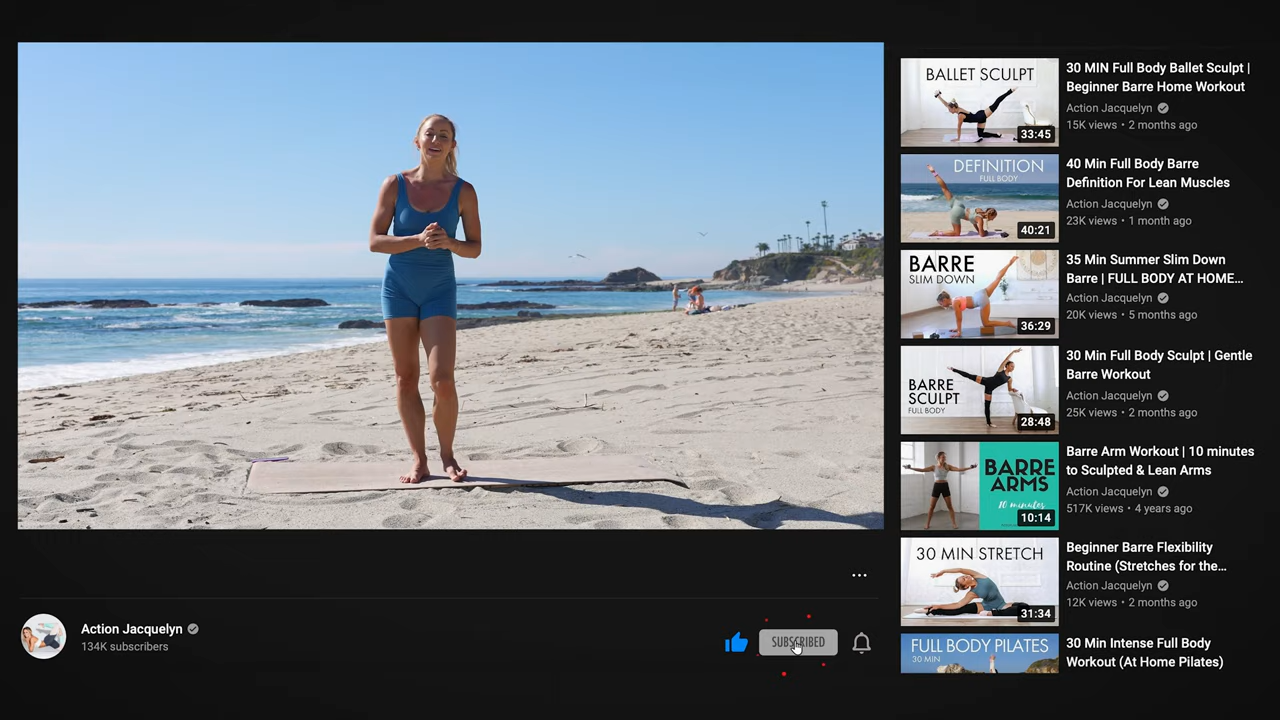 BALLET SCULPT
33:45
30 MIN Full Body Ballet Sculpt |
Beginner Barre Home Workout
Action Jacquelyn
15K views • 2 months ago
DEFINITION
FULL BODY
40:21
40 Min Full Body Barre
Definition For Lean Muscles
Action Jacquelyn
23K views • 1 month ago
BARRE
SLIM DOWN
36:29
35 Min Summer Slim Down
Barre | FULL BODY AT HOME...
Action Jacquelyn
20K views • 5 months ago
BARRE
SCULPT
FULL BODY
28:48
30 Min Full Body Sculpt | Gentle
Barre Workout
Action Jacquelyn
25K views • 2 months ago
BARRE
ARMS
10 minutes
10:14
Barre Arm Workout | 10 minutes
to Sculpted & Lean Arms
Action Jacquelyn
517K views • 4 years ago
30 MIN STRETCH
31:34
Beginner Barre Flexibility
Routine (Stretches for the...
Action Jacquelyn
12K views • 2 months ago
FULL BODY PILATES
30 MIN
30 Min Intense Full Body
Workout (At Home Pilates)
Action Jacquelyn
134K subscribers
SUBSCRIBED